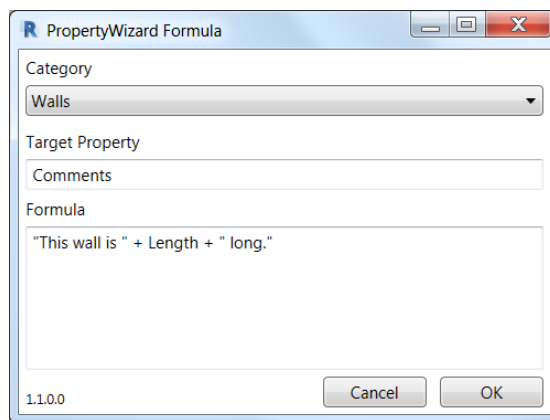 PropertyWizard Formula
Category
Walls
Target Property
Comments
Formula
"This wall is " + Length + " long."
1.1.0.0
Cancel
OK